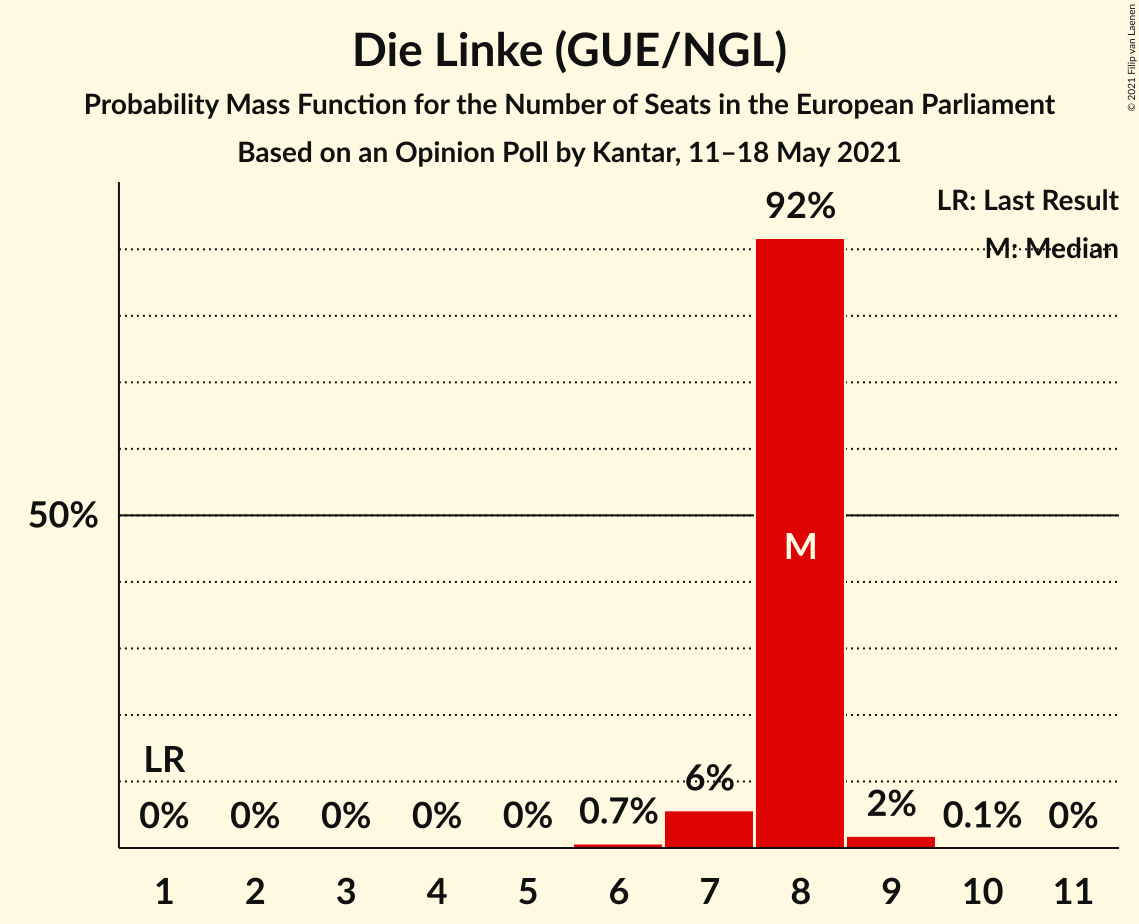 Die Linke (GUE/NGL)
Probability Mass Function for the Number of Seats in the European Parliament
Based on an Opinion Poll by Kantar, 11–18 May 2021
© 2021 Filip van Laenen
LR: Last Result
M: Median
92%
50%
M
LR
0% 0% 0% 0% 0% 0.7% 6% 2% 0.1% 0%
1 2 3 4 5 6 7 8 9 10 11